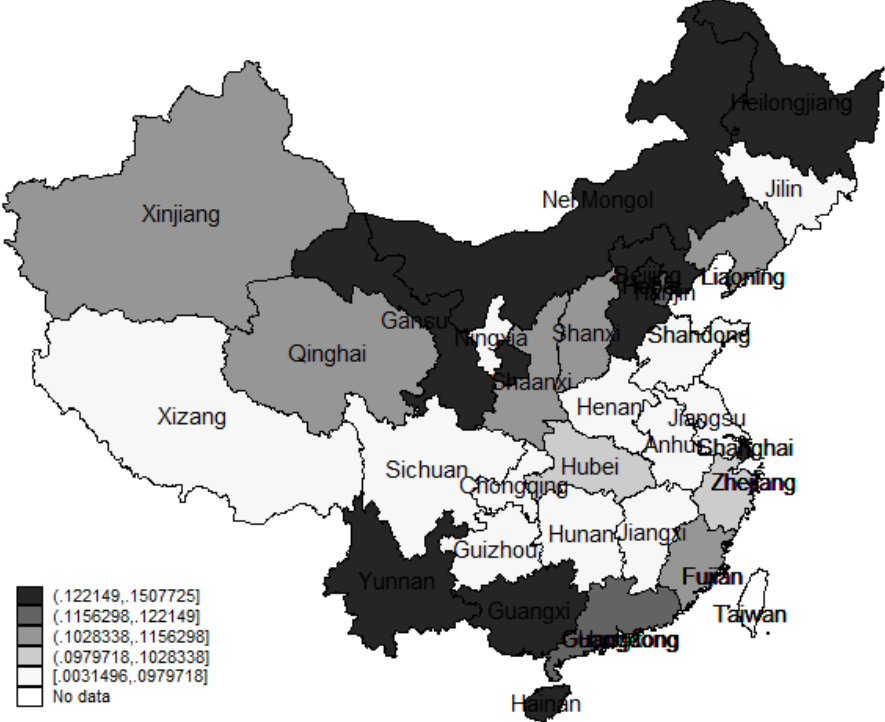 Heilongjiang
Jilin
Nei Mongol
Xinjiang
Beijing
Liaoning
Gansu
Ningxia
Shanxi
Shandong
Qinghai
Shaanxi
Henan
Jiangsu
Xizang
Anhui
Shanghai
Sichuan
Hubei
Chongqing
Zhejiang
Hunan
Jiangxi
Guizhou
Yunnan
Fujian
Guangxi
Taiwan
Hainan
(.122149,.1507725]
(.1156298,.122149]
(.1028338,.1156298]
(.0979718,.1028338]
[.0031496,.0979718]
No data